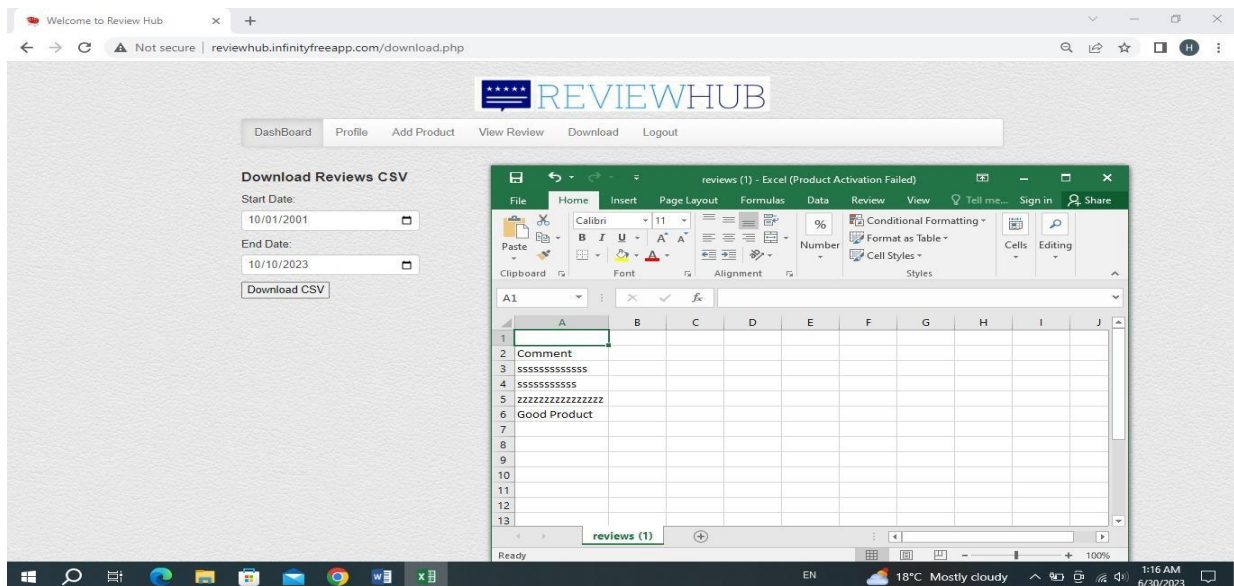 Welcome to Review Hub
Not secure | reviewhub.infinityfreeapp.com/download.php
H
REVIEWHUB
DashBoard Profile Add Product View Review Download Logout
Download Reviews CSV
Start Date:
10/01/2001
End Date:
10/10/2023
Download CSV
reviews (1) - Excel (Product Activation Failed)
File Home Insert Page Layout Formulas Data Review View Tell me... Sign in Share
Paste
Calibri 11
B I U A A A
% Number
Conditional Formatting
Format as Table
Cell Styles
Cells Editing
Clipboard Font Alignment Styles
A1 fx
A B C D E F G H I J
1
2 Comment
3 sssssssssssss
4 sssssssssss
5 zzzzzzzzzzzzzzzz
6 Good Product
7
8
9
10
11
12
13
reviews (1)
Ready 100%
EN 18°C Mostly cloudy 1:16 AM
6/30/2023